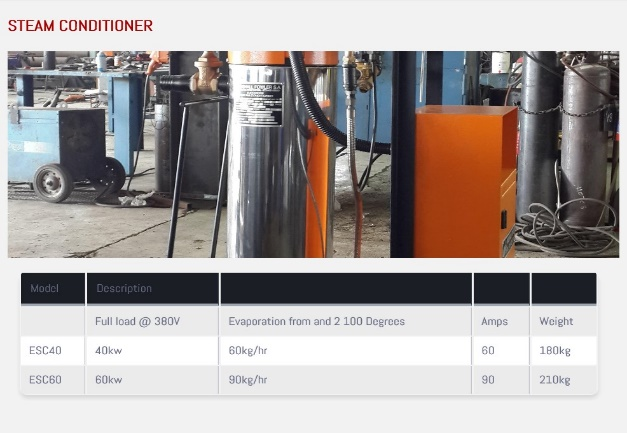 STEAM CONDITIONER
Model Description
Full load @ 380V Evaporation from and 2 100 Degrees Amps Weight
ESC40 40kw 60kg/hr 60 180kg
ESC60 60kw 90kg/hr 90 210kg